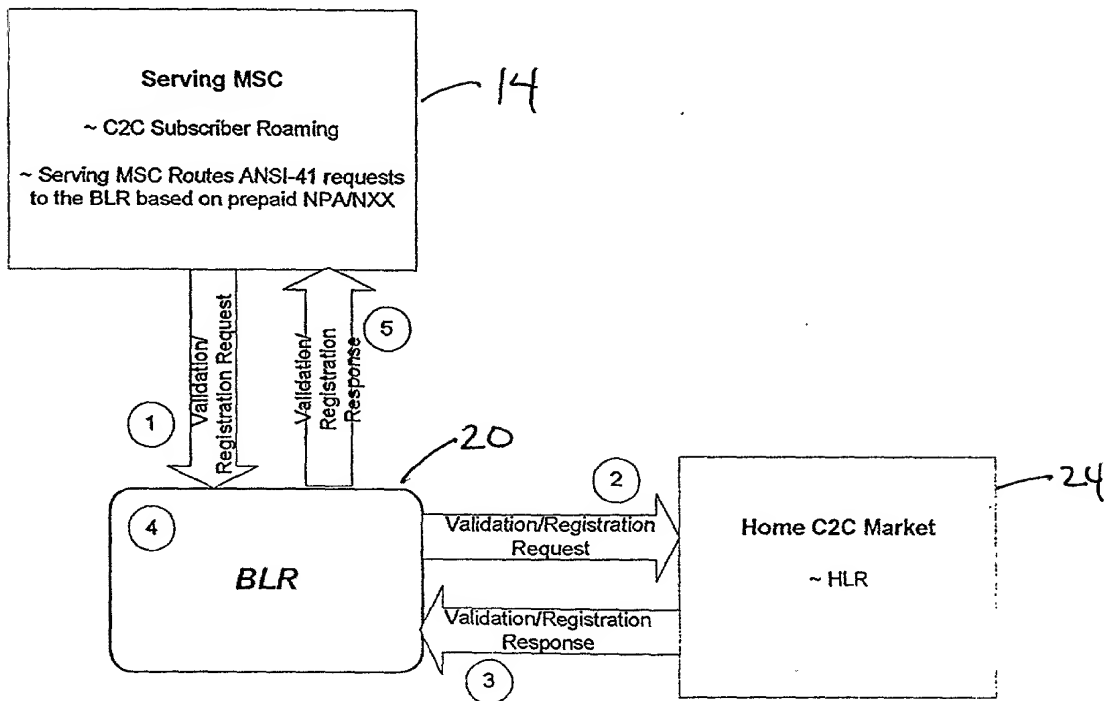 Serving MSC
14
~ C2C Subscriber Roaming
~ Serving MSC Routes ANSI-41 requests
to the BLR based on prepaid NPA/NXX
Validation/
Registration Request
1
Validation/
Registration
Response
5
20
4
BLR
2
Validation/Registration
Request
Validation/Registration
Response
3
24
Home C2C Market
~ HLR